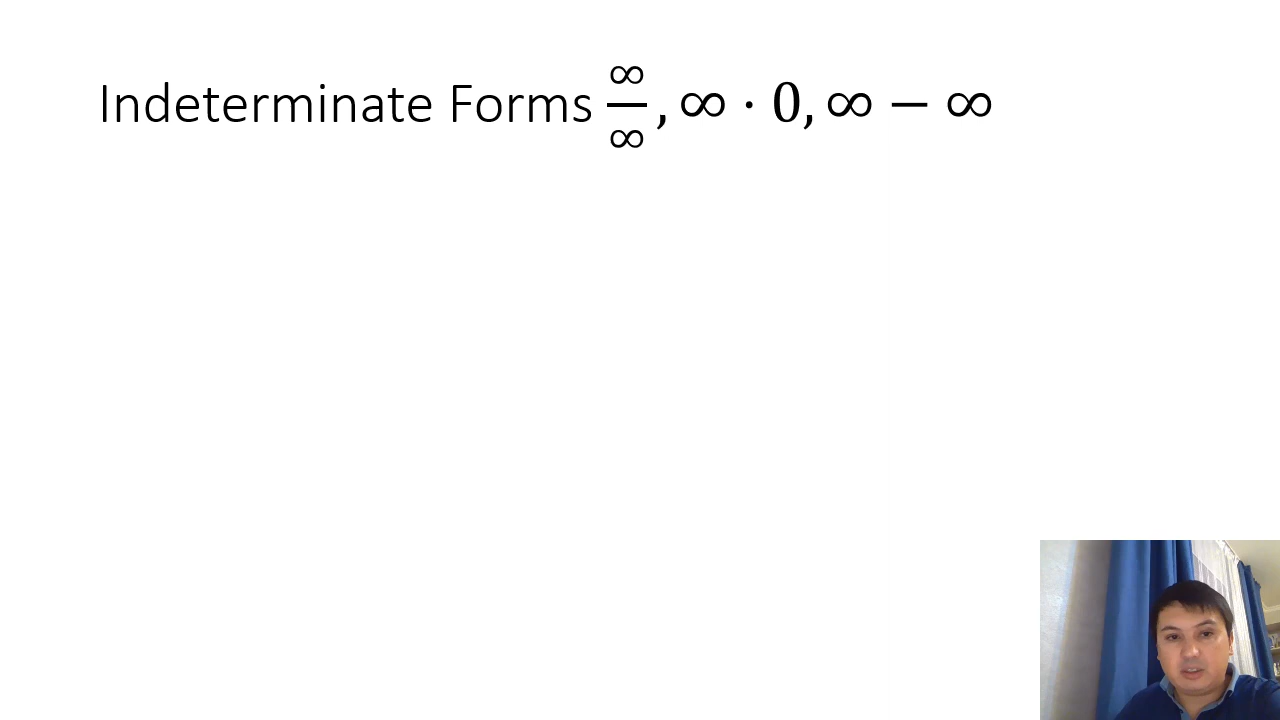 Indeterminate Forms ∞/∞, ∞ · 0, ∞ − ∞